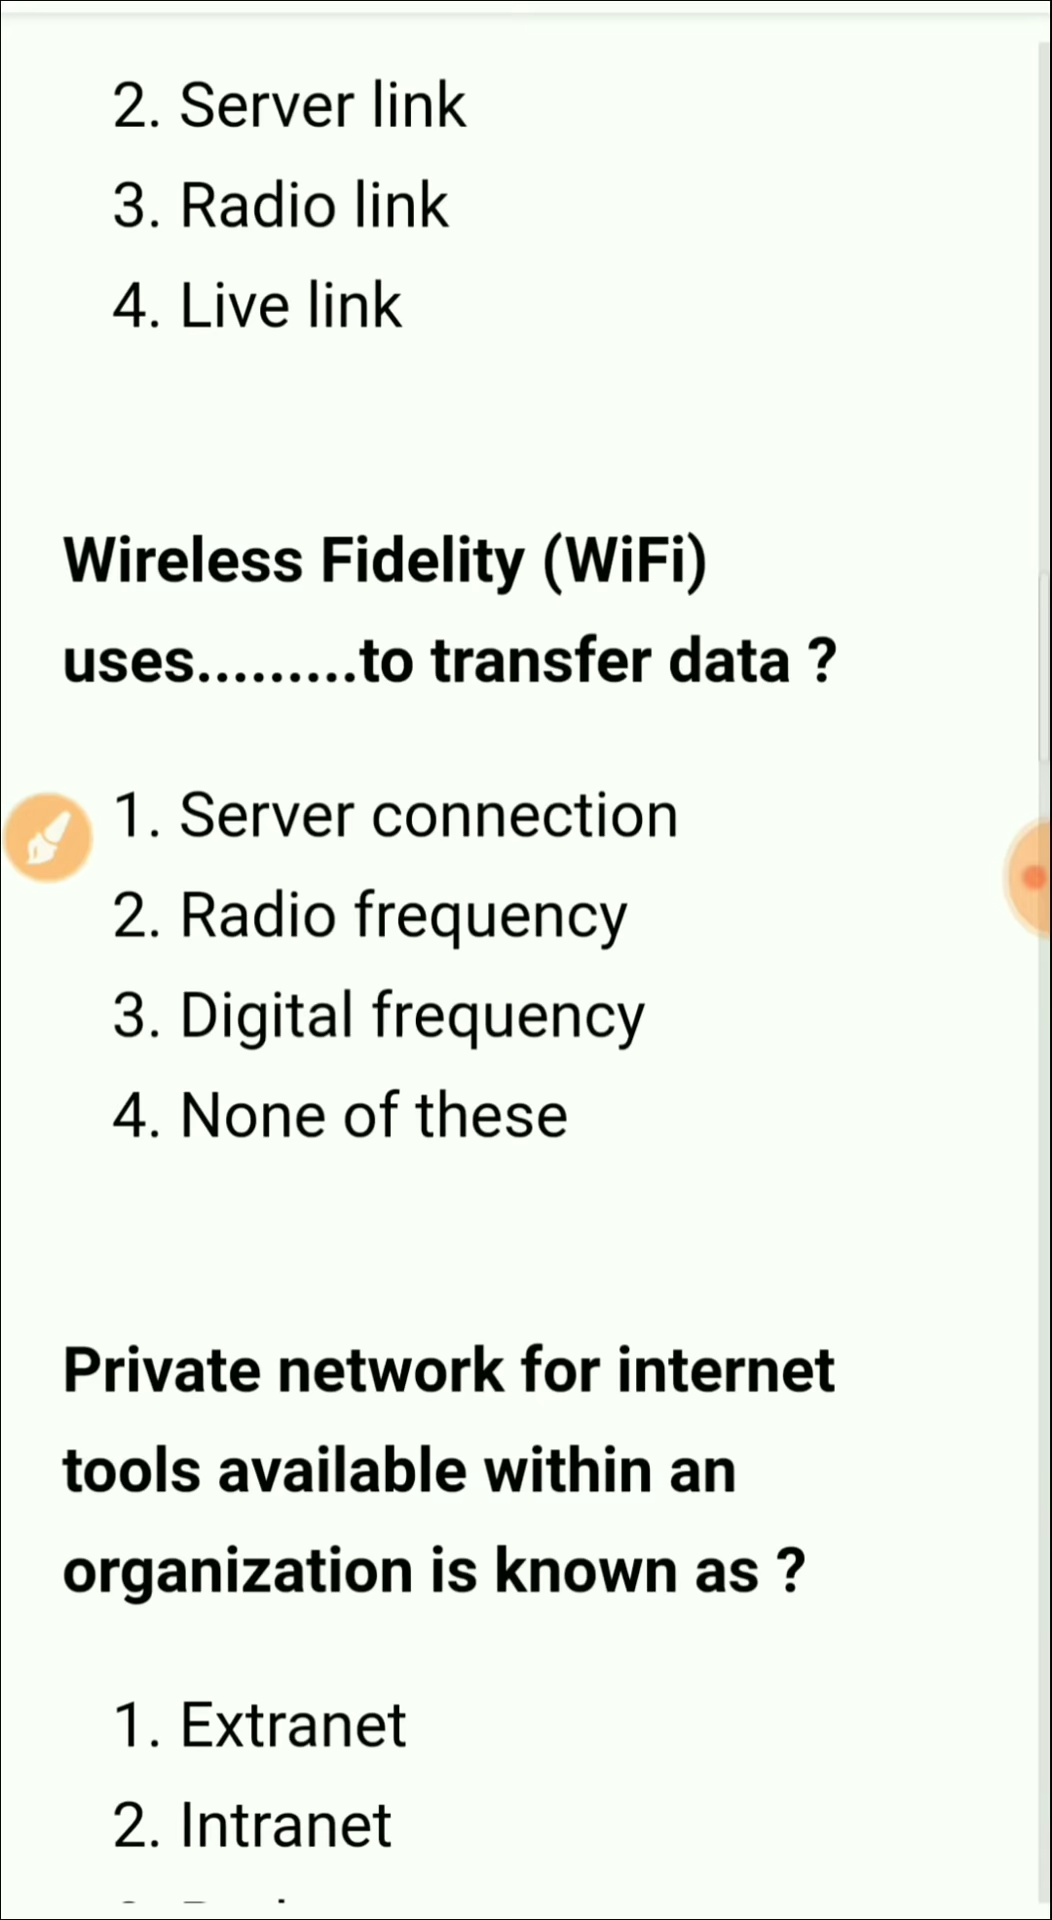 2. Server link
3. Radio link
4. Live link
Wireless Fidelity (WiFi)
uses.........to transfer data ?
1. Server connection
2. Radio frequency
3. Digital frequency
4. None of these
Private network for internet
tools available within an
organization is known as ?
1. Extranet
2. Intranet